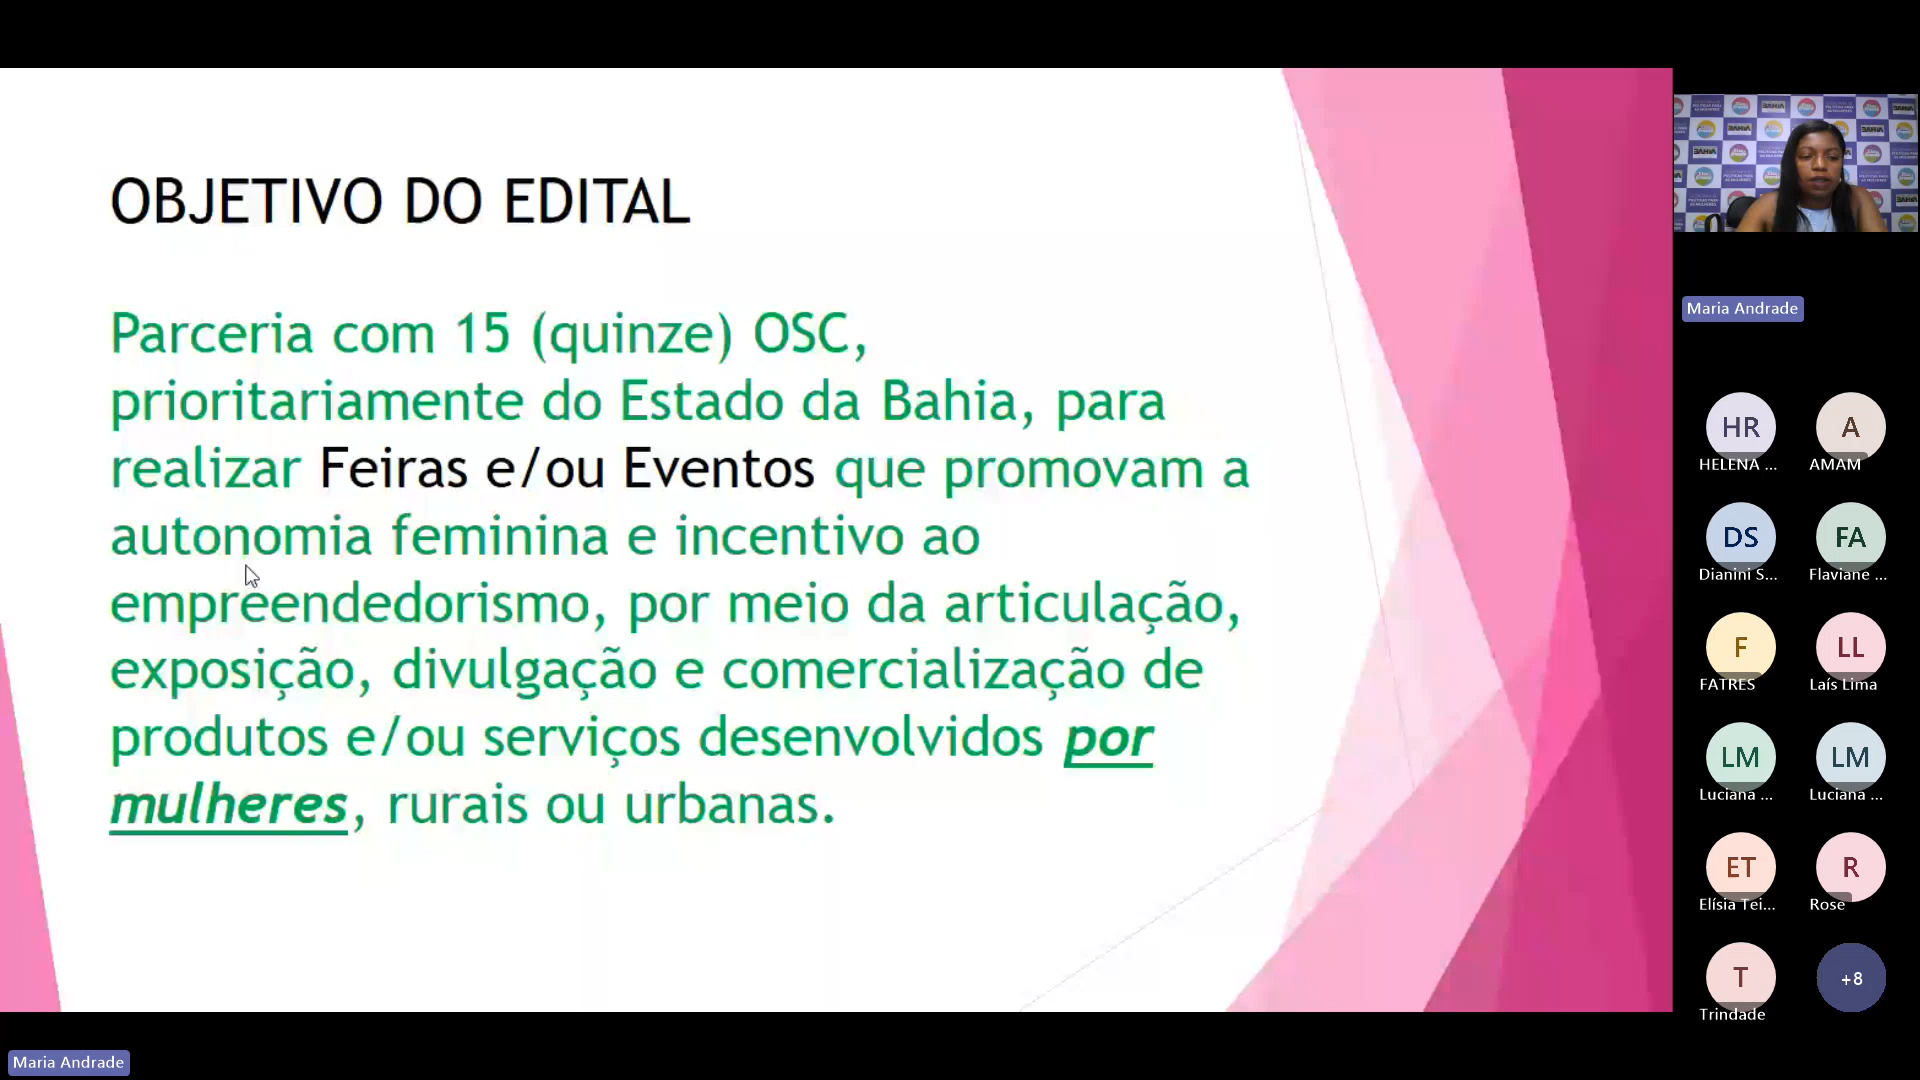 OBJETIVO DO EDITAL
Parceria com 15 (quinze) OSC,
prioritariamente do Estado da Bahia, para
realizar Feiras e/ou Eventos que promovam a
autonomia feminina e incentivo ao
empreendedorismo, por meio da articulação,
exposição, divulgação e comercialização de
produtos e/ou serviços desenvolvidos por
mulheres, rurais ou urbanas.
Maria Andrade
HR
A
HELENA ...
AMAM
DS
FA
Dianini S...
Flaviane ...
F
LL
FATRES
Laís Lima
LM
LM
Luciana ...
Luciana ...
ET
R
Elísia Tei...
Rose
T
+8
Trindade
Maria Andrade